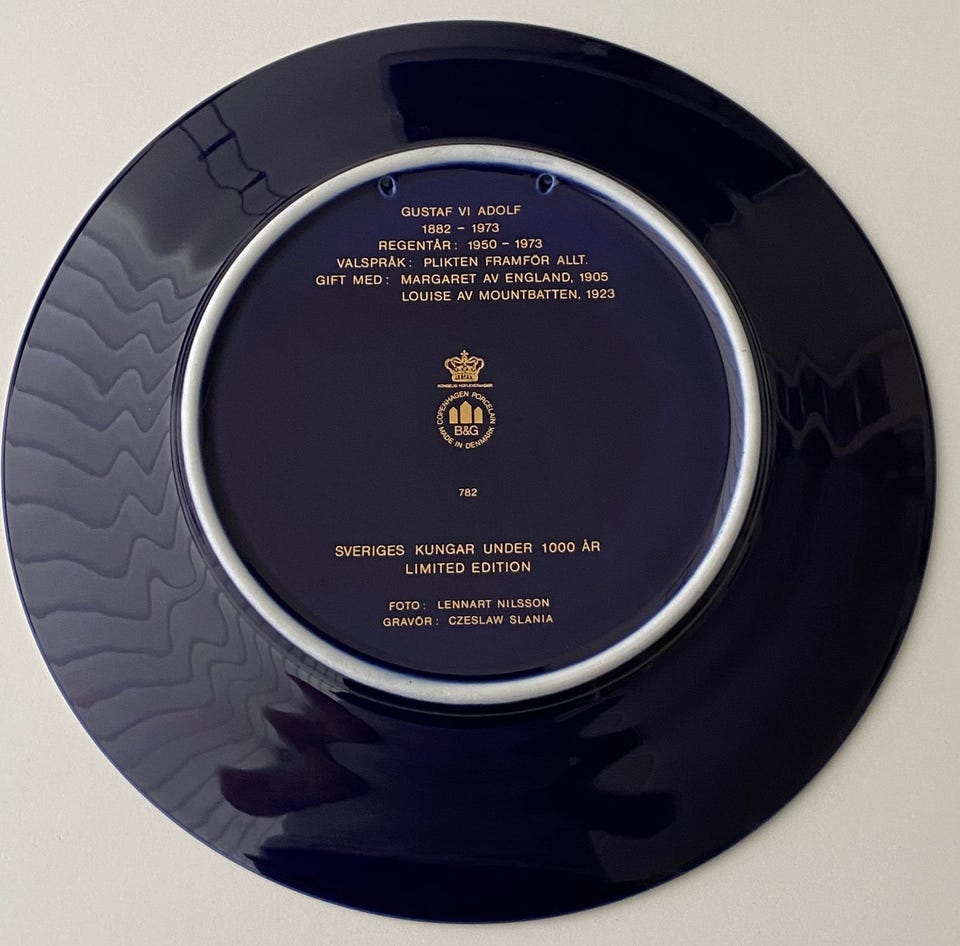 GUSTAF VI ADOLF
1882 - 1973
REGENTÅR: 1950 - 1973
VALSPRÅK: PLIKTEN FRAMFÖR ALLT.
GIFT MED: MARGARET AV ENGLAND, 1905
LOUISE AV MOUNTBATTEN, 1923
KONGELIG HOFLEVERANDØR
COPENHAGEN PORCELAIN
B&G
MADE IN DENMARK
782
SVERIGES KUNGAR UNDER 1000 ÅR
LIMITED EDITION
FOTO: LENNART NILSSON
GRAVÖR: CZESLAW SLANIA